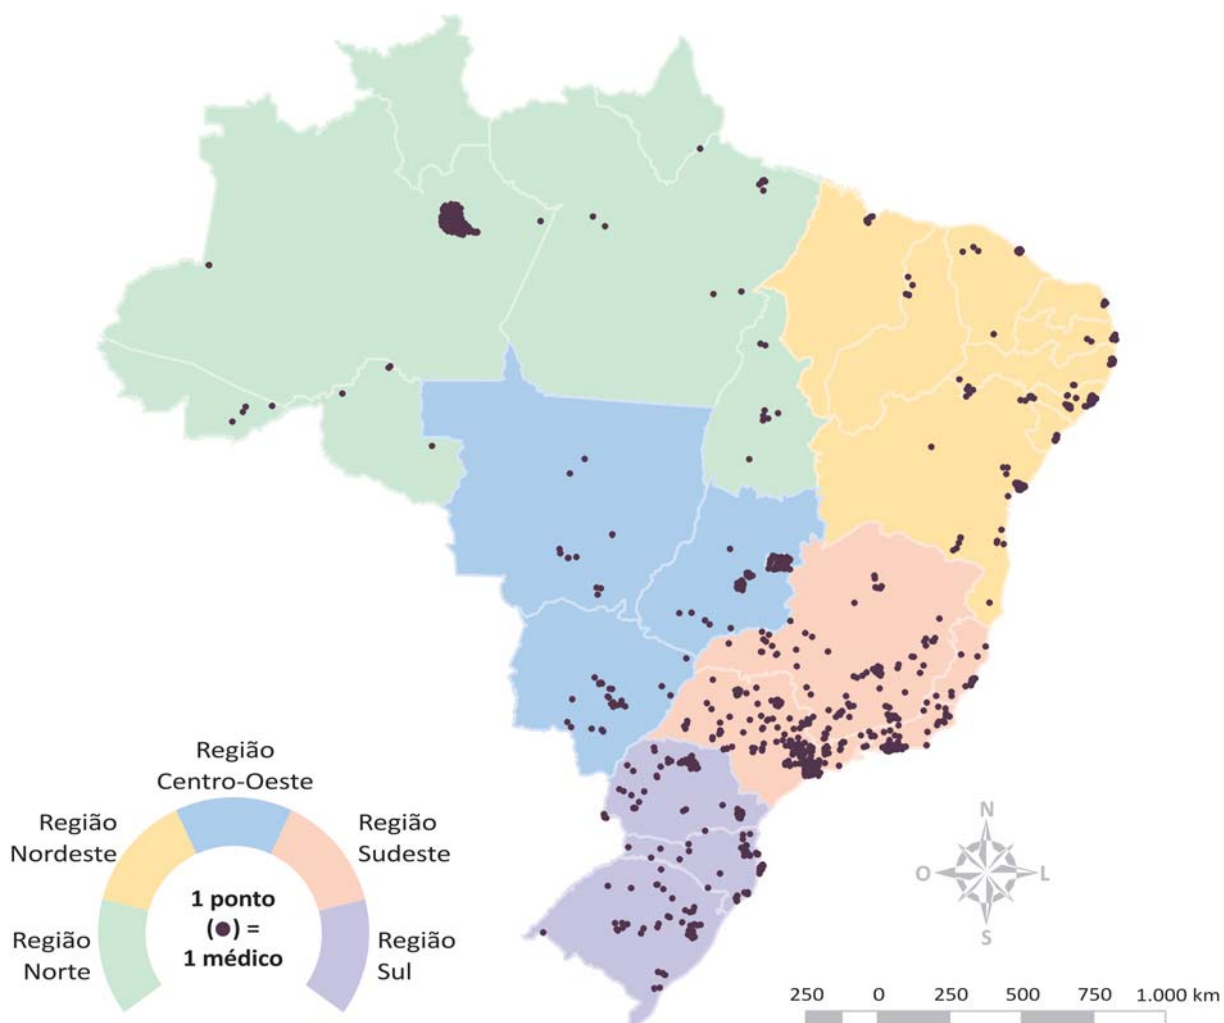 Região
Centro-Oeste
Região
Nordeste
Região
Sudeste
1 ponto
(●) =
1 médico
Região
Norte
Região
Sul
N
O
L
S
250 0 250 500 750 1.000 km